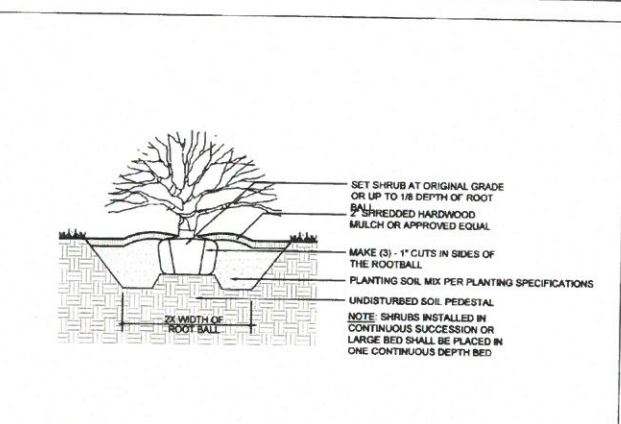 SET SHRUB AT ORIGINAL GRADE
OR UP TO 1/8 DEPTH OF ROOT
BALL
2" SHREDDED HARDWOOD
MULCH OR APPROVED EQUAL
MAKE (3) - 1" CUTS IN SIDES OF
THE ROOTBALL
PLANTING SOIL MIX PER PLANTING SPECIFICATIONS
UNDISTURBED SOIL PEDESTAL
NOTE: SHRUBS INSTALLED IN
CONTINUOUS SUCCESSION OR
LARGE BED SHALL BE PLACED IN
ONE CONTINUOUS DEPTH BED
2X WIDTH OF
ROOT BALL